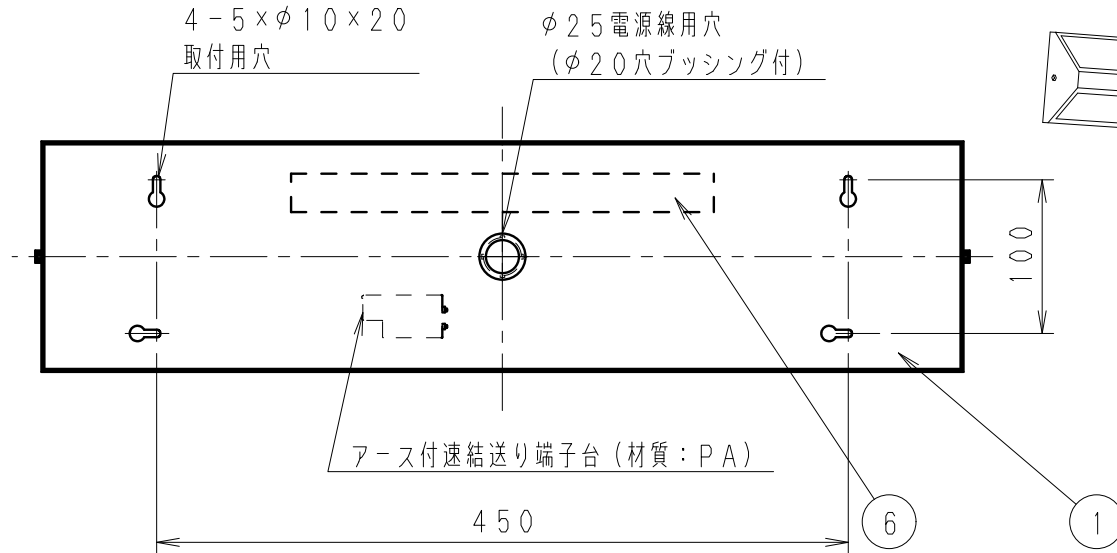 4-5×φ10×20
取付用穴
φ25電源線用穴
(φ20穴ブッシング付)
100
アース付速結送り端子台(材質:PA)
450
6
1